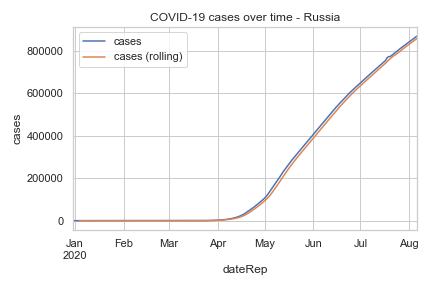 COVID-19 cases over time - Russia
cases
cases (rolling)
800000
600000
400000
200000
0
cases
Jan Feb Mar Apr May Jun Jul Aug
2020
dateRep